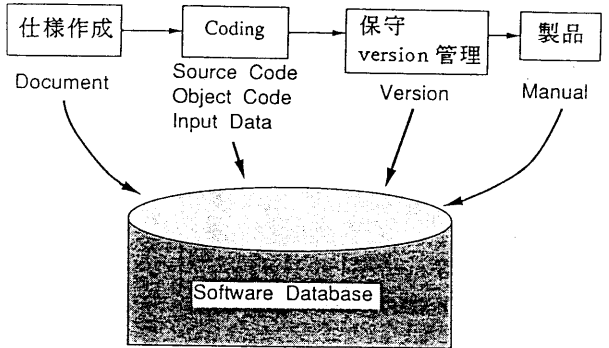 仕様作成
Coding
保守
version 管理
製品
Document
Source Code
Object Code
Input Data
Version
Manual
Software Database